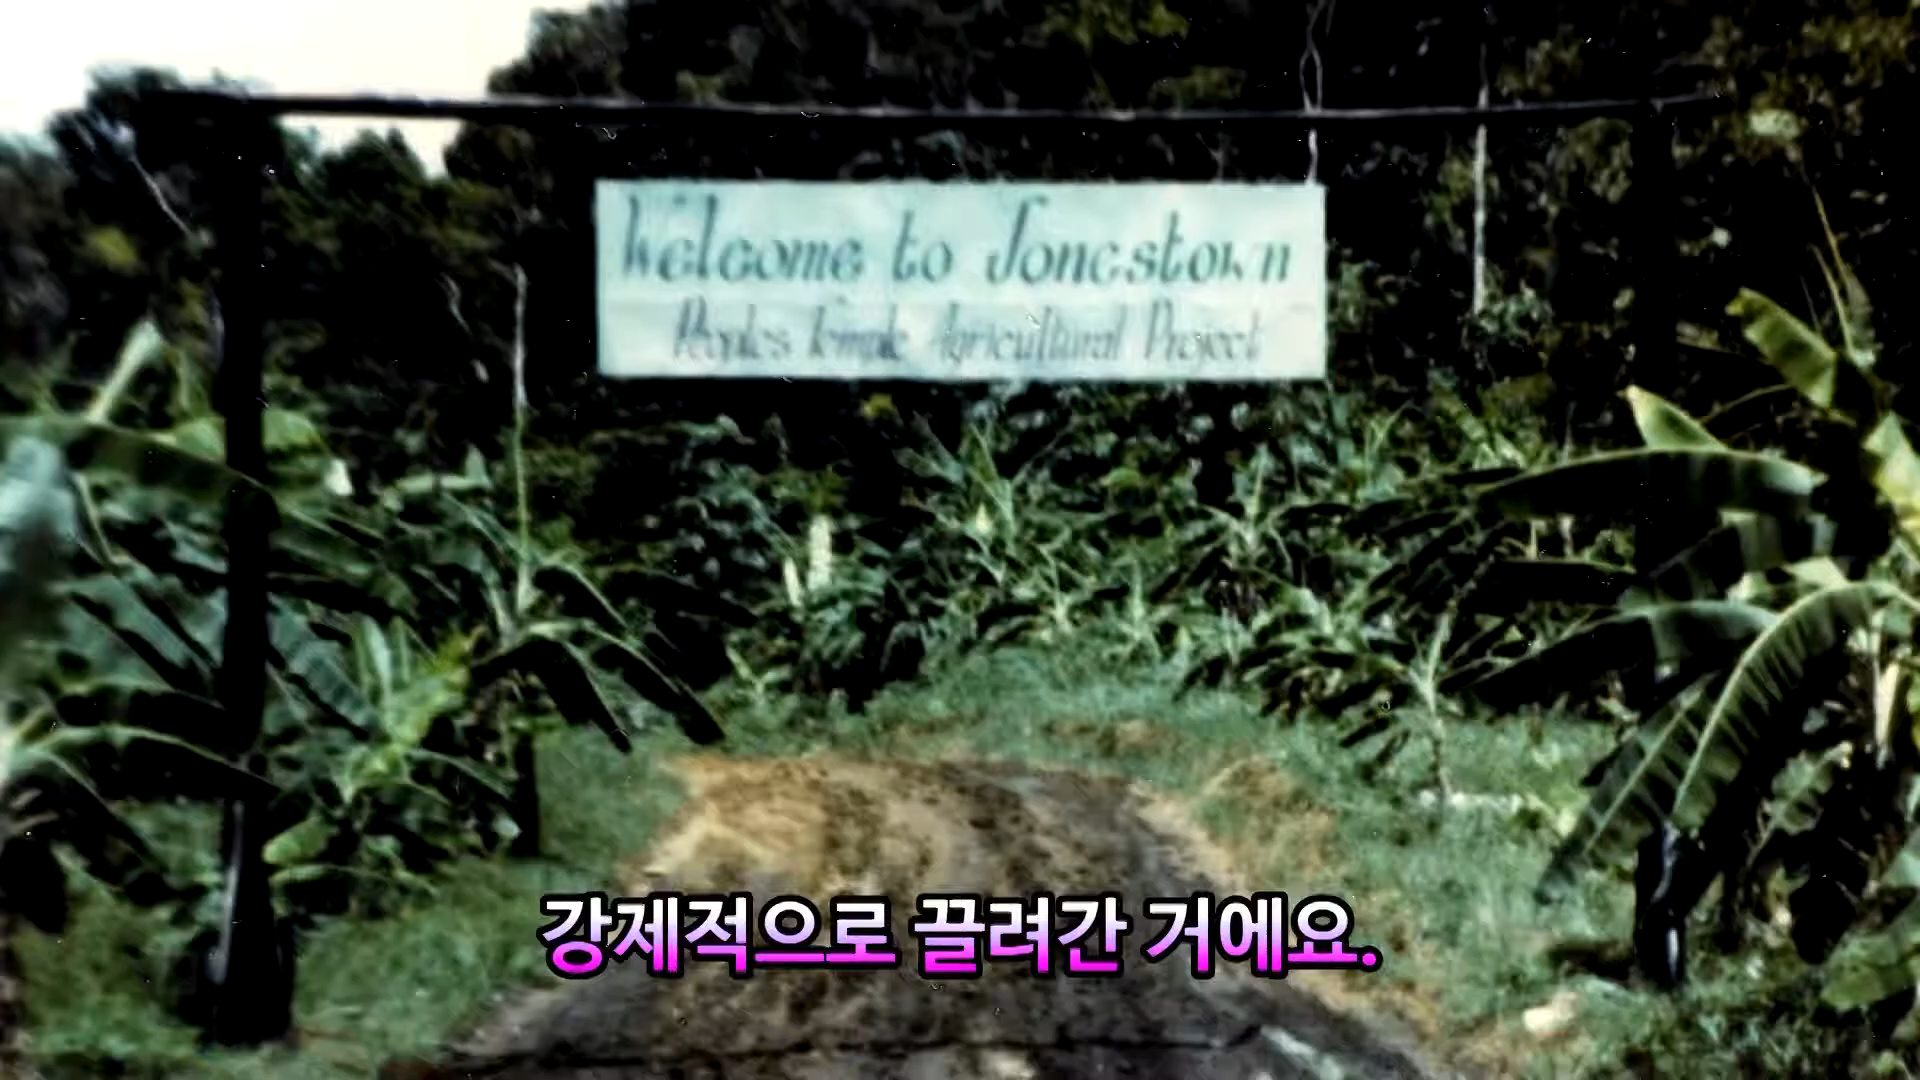 Welcome to Jonestown
Peoples Temple Agricultural Project
강제적으로 끌려간 거에요.